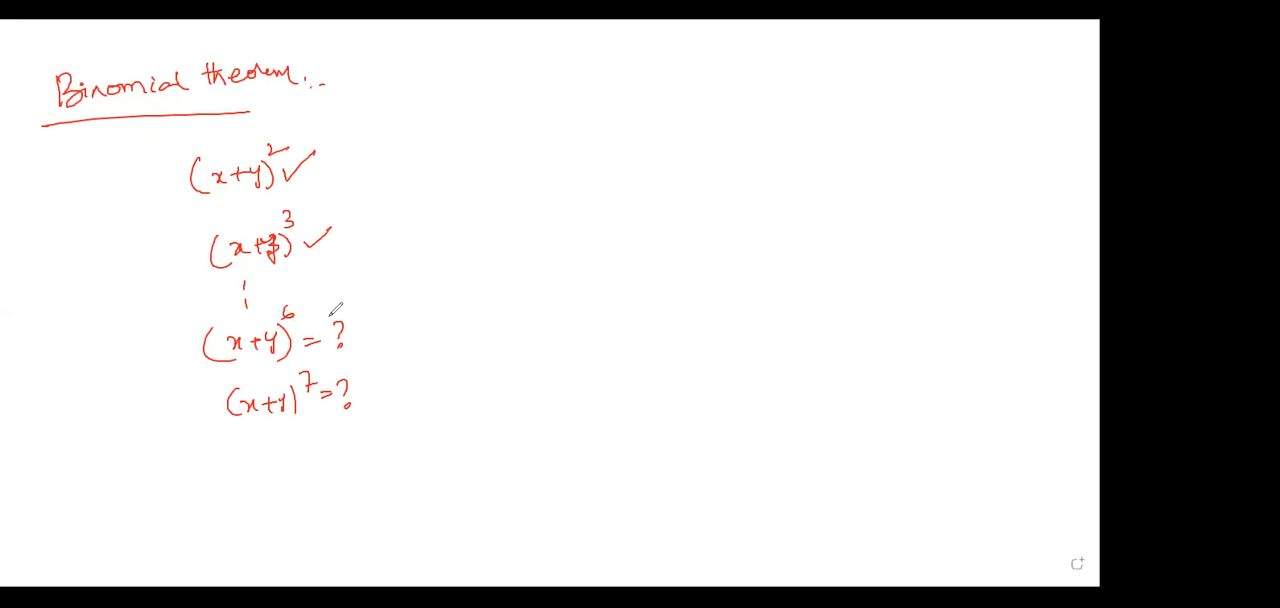 Binomial theorem...
(x+y)²✓
(x+y)³✓
(x+y)⁶=?
(x+y)⁷=?